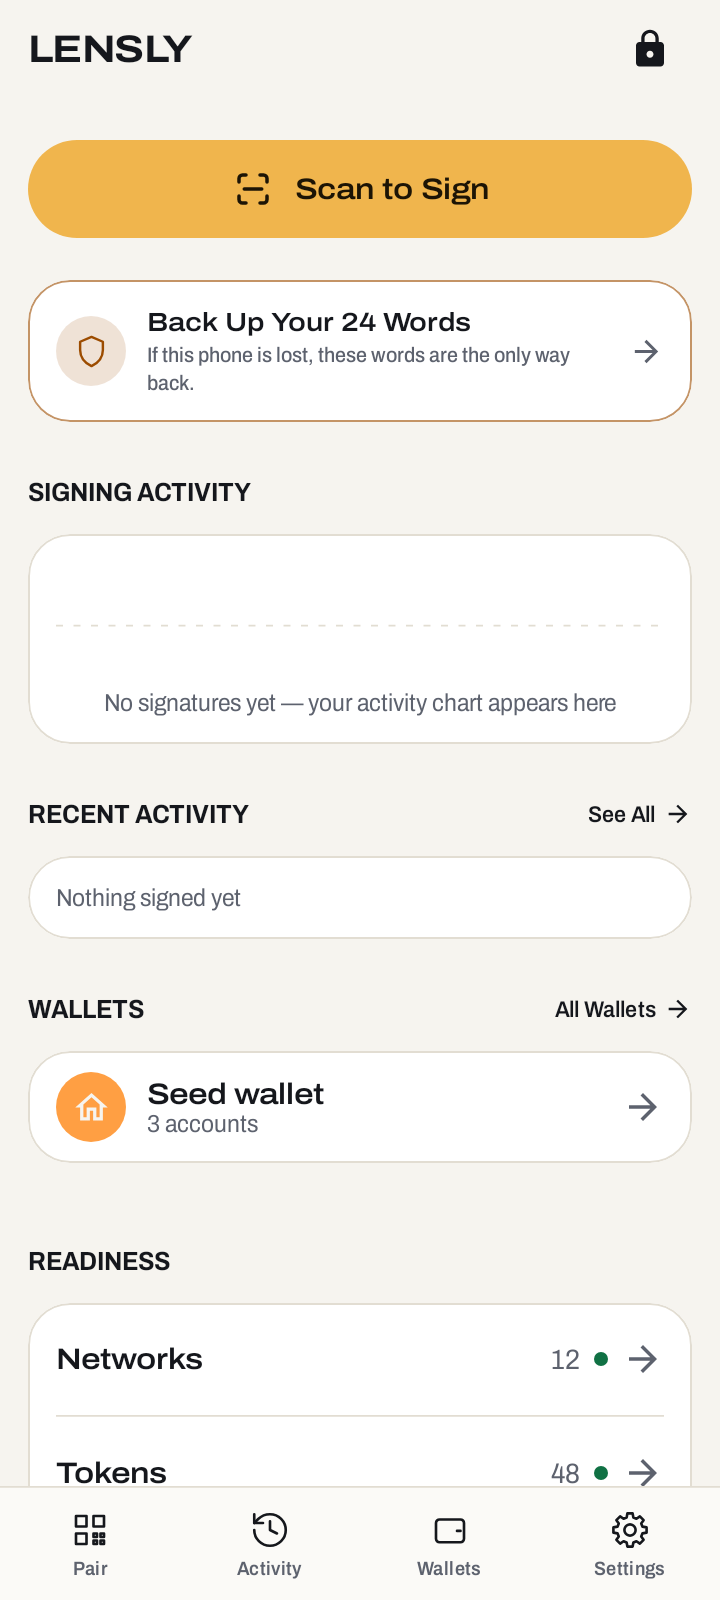 LENSLY
Scan to Sign
Back Up Your 24 Words
If this phone is lost, these words are the only way
back.
SIGNING ACTIVITY
No signatures yet — your activity chart appears here
RECENT ACTIVITY
See All
Nothing signed yet
WALLETS
All Wallets
Seed wallet
3 accounts
READINESS
Networks
12
Tokens
48
Pair
Activity
Wallets
Settings